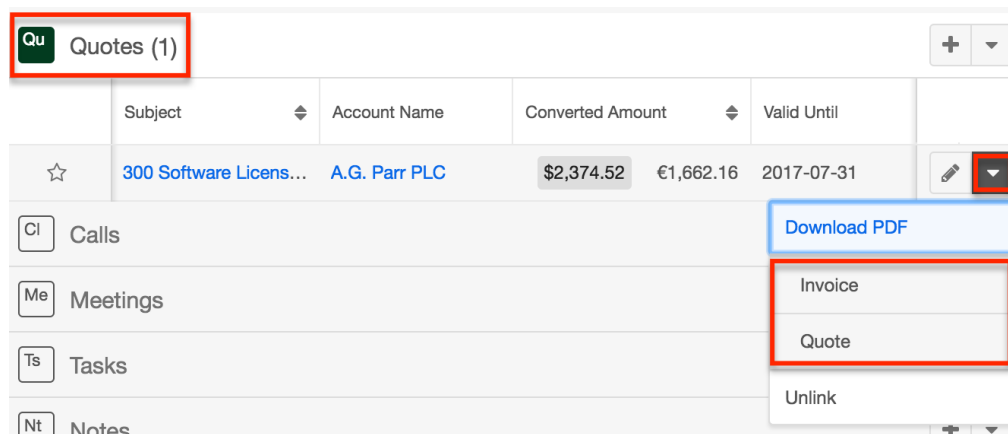 Qu Quotes (1)
Subject Account Name Converted Amount Valid Until
300 Software Licens... A.G. Parr PLC $2,374.52 €1,662.16 2017-07-31
Cl Calls
Download PDF
Me Meetings
Invoice
Quote
Ts Tasks
Unlink
Nt Notes